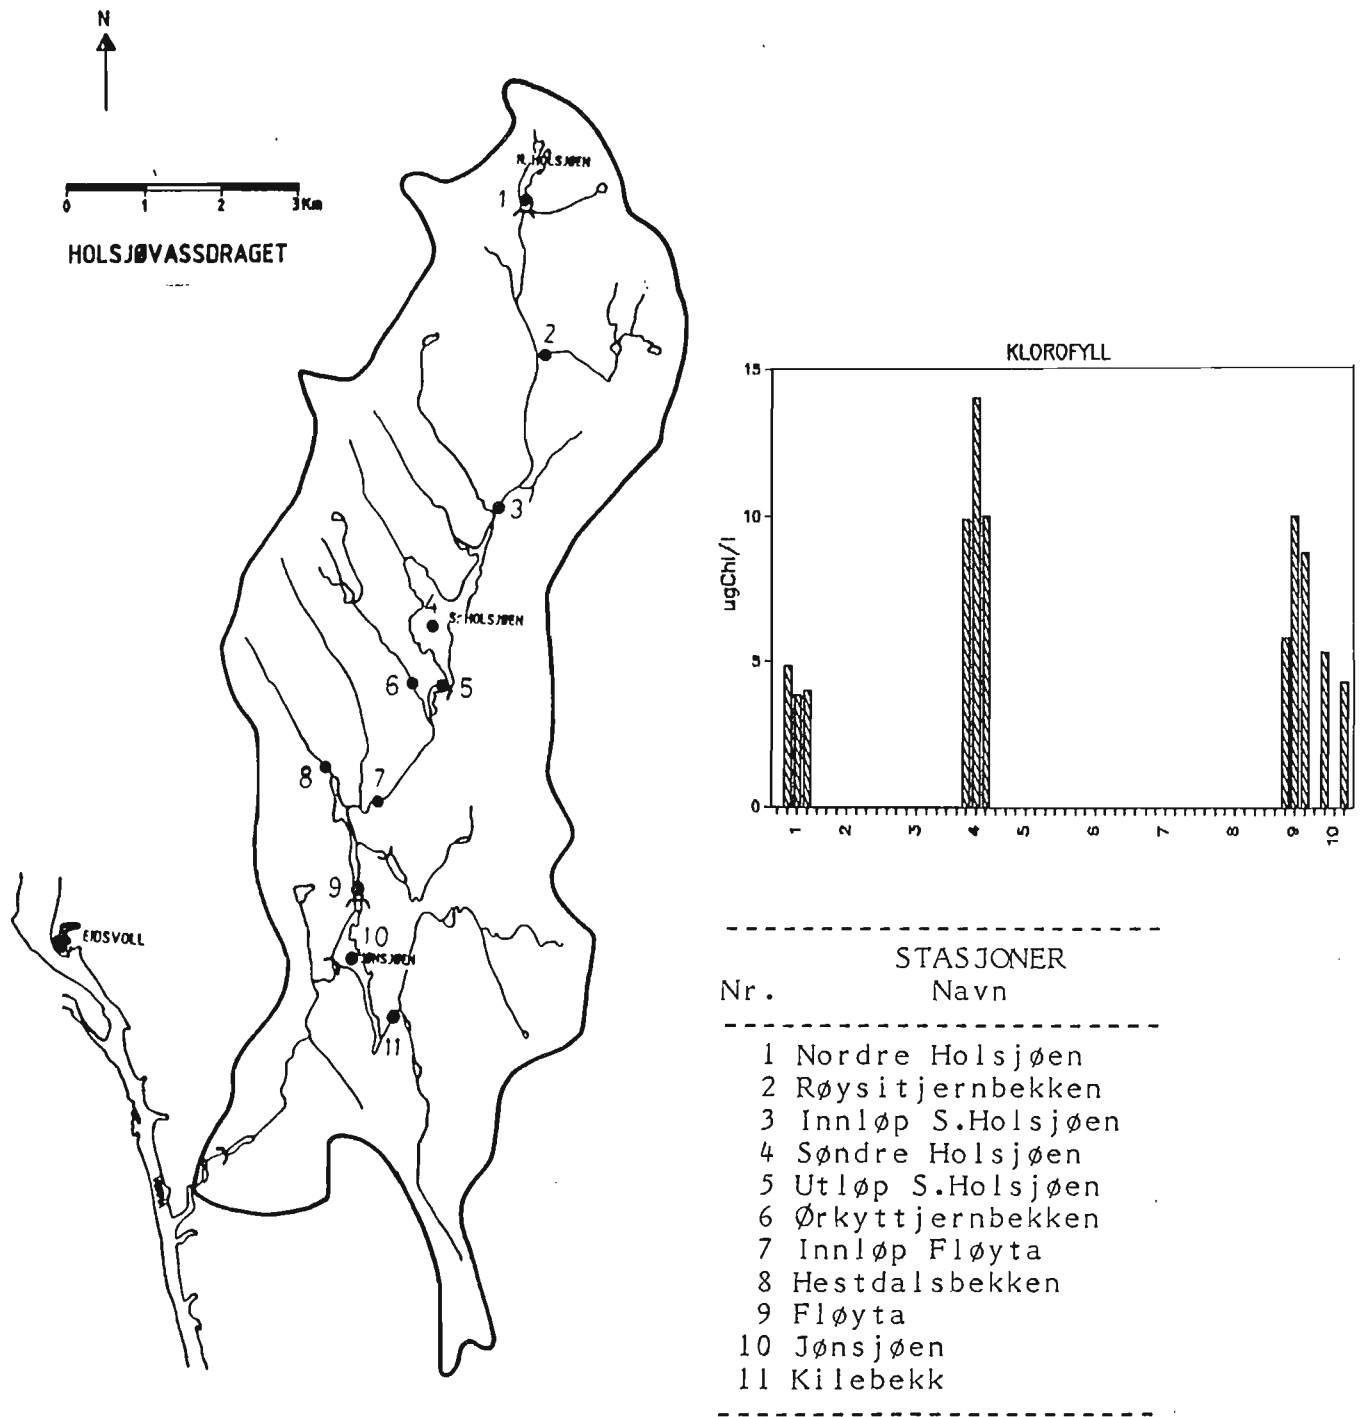 N
0 1 2 3 Km
HOLSJØVASSDRAGET
N. HOLSJØEN
1
2
3
4
S. HOLSJØEN
6
5
8
7
9
10
JØNSJØEN
11
EIDSVOLL
KLOROFYLL
ugChl/l
15
10
5
0
1 2 3 4 5 6 7 8 9 10
STASJONER
Nr. Navn
1 Nordre Holsjøen
2 Røysitjernbekken
3 Innløp S.Holsjøen
4 Søndre Holsjøen
5 Utløp S.Holsjøen
6 Ørkyttjernbekken
7 Innløp Fløyta
8 Hestdalsbekken
9 Fløyta
10 Jønsjøen
11 Kilebekk